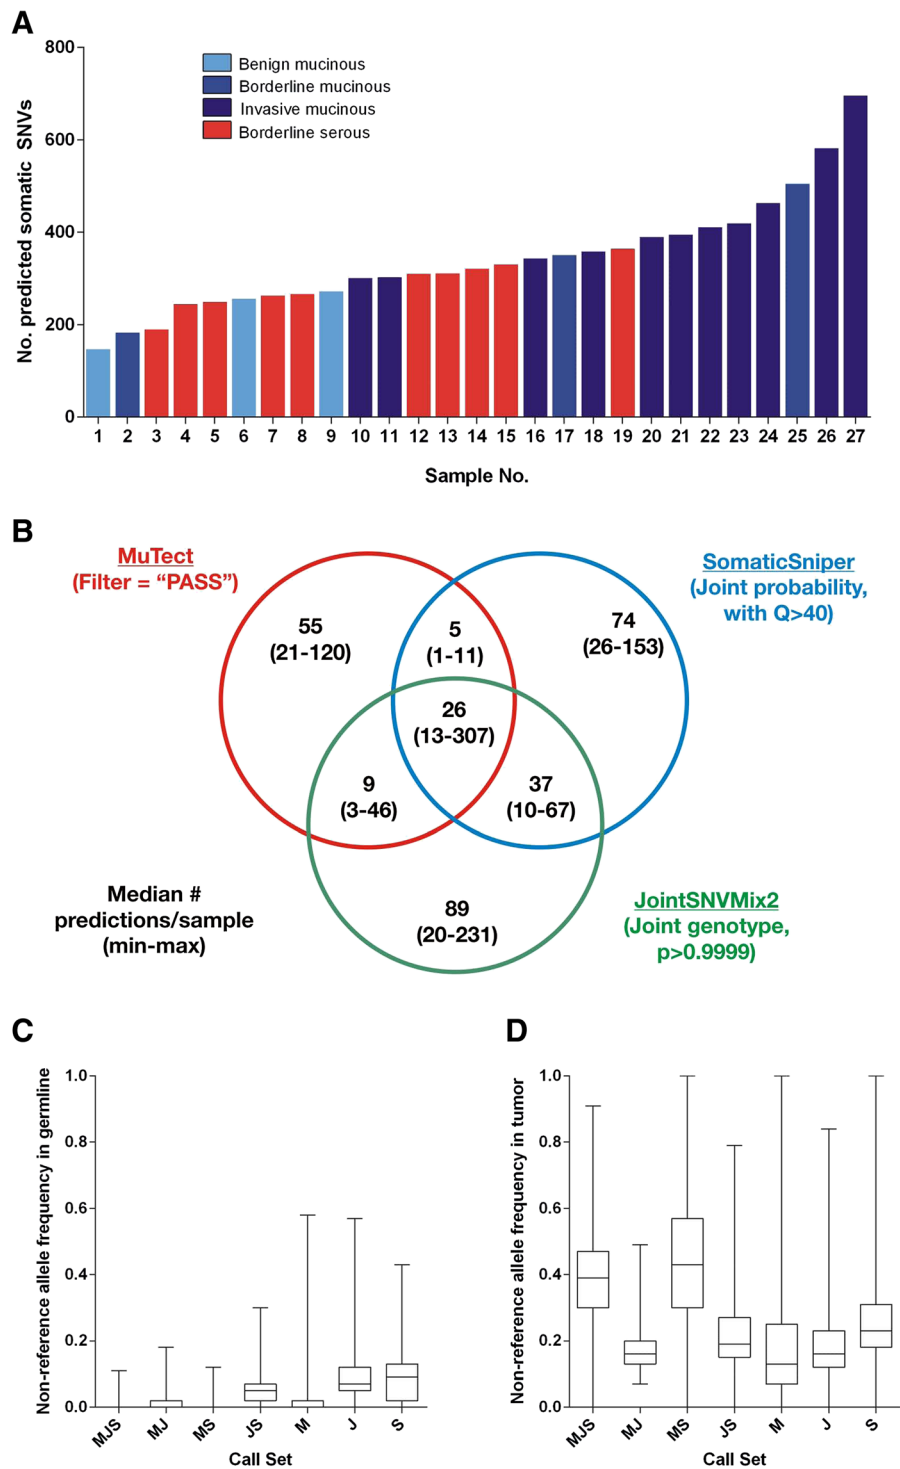 A
800
600
400
200
0
No. predicted somatic SNVs
Benign mucinous
Borderline mucinous
Invasive mucinous
Borderline serous
1 2 3 4 5 6 7 8 9 10 11 12 13 14 15 16 17 18 19 20 21 22 23 24 25 26 27
Sample No.
B
MuTect
(Filter = “PASS”)
SomaticSniper
(Joint probability,
with Q>40)
55
(21-120)
5
(1-11)
74
(26-153)
26
(13-307)
9
(3-46)
37
(10-67)
89
(20-231)
Median #
predictions/sample
(min-max)
JointSNVMix2
(Joint genotype,
p>0.9999)
C
Non-reference allele frequency in germline
1.0
0.8
0.6
0.4
0.2
0.0
MJS MJ MS JS M J S
Call Set
D
Non-reference allele frequency in tumor
1.0
0.8
0.6
0.4
0.2
0.0
MJS MJ MS JS M J S
Call Set